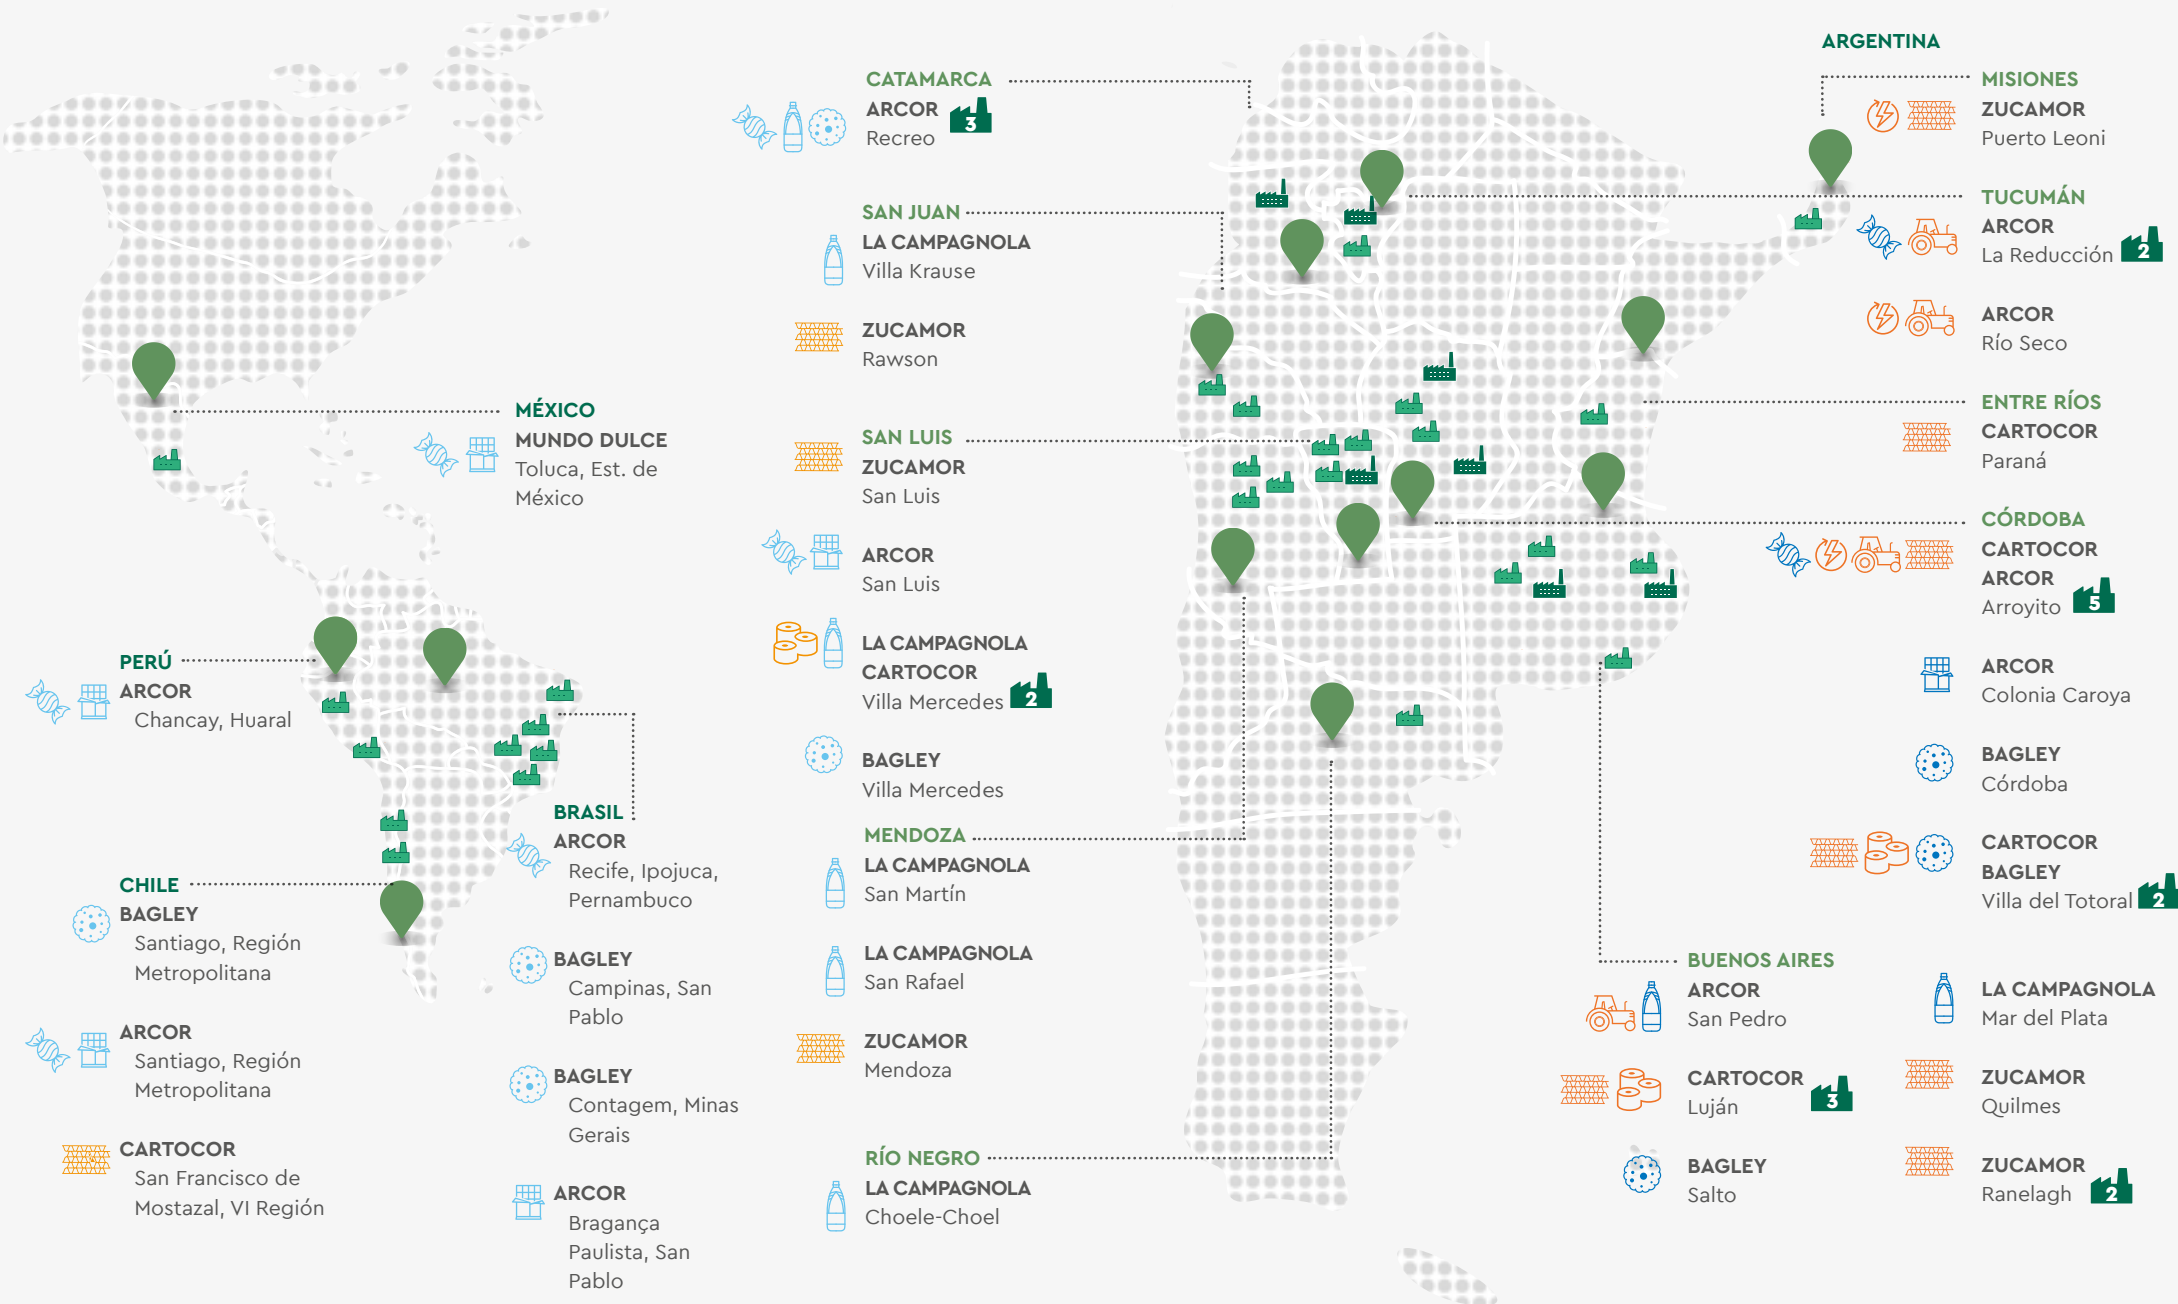 MÉXICO
MUNDO DULCE
Toluca, Est. de
México
PERÚ
ARCOR
Chancay, Huaral
CHILE
BAGLEY
Santiago, Región
Metropolitana
ARCOR
Santiago, Región
Metropolitana
CARTOCOR
San Francisco de
Mostazal, VI Región
BRASIL
ARCOR
Recife, Ipojuca,
Pernambuco
BAGLEY
Campinas, San
Pablo
BAGLEY
Contagem, Minas
Gerais
ARCOR
Bragança
Paulista, San
Pablo
CATAMARCA
ARCOR
3
Recreo
SAN JUAN
LA CAMPAGNOLA
Villa Krause
ZUCAMOR
Rawson
SAN LUIS
ZUCAMOR
San Luis
ARCOR
San Luis
LA CAMPAGNOLA
CARTOCOR
Villa Mercedes 2
BAGLEY
Villa Mercedes
MENDOZA
LA CAMPAGNOLA
San Martín
LA CAMPAGNOLA
San Rafael
ZUCAMOR
Mendoza
RÍO NEGRO
LA CAMPAGNOLA
Choele-Choel
ARGENTINA
MISIONES
ZUCAMOR
Puerto Leoni
TUCUMÁN
ARCOR
La Reducción 2
ARCOR
Río Seco
ENTRE RÍOS
CARTOCOR
Paraná
CÓRDOBA
CARTOCOR
ARCOR
Arroyito 5
ARCOR
Colonia Caroya
BAGLEY
Córdoba
CARTOCOR
BAGLEY
Villa del Totoral 2
BUENOS AIRES
ARCOR
San Pedro
CARTOCOR
Luján 3
BAGLEY
Salto
LA CAMPAGNOLA
Mar del Plata
ZUCAMOR
Quilmes
ZUCAMOR
Ranelagh 2